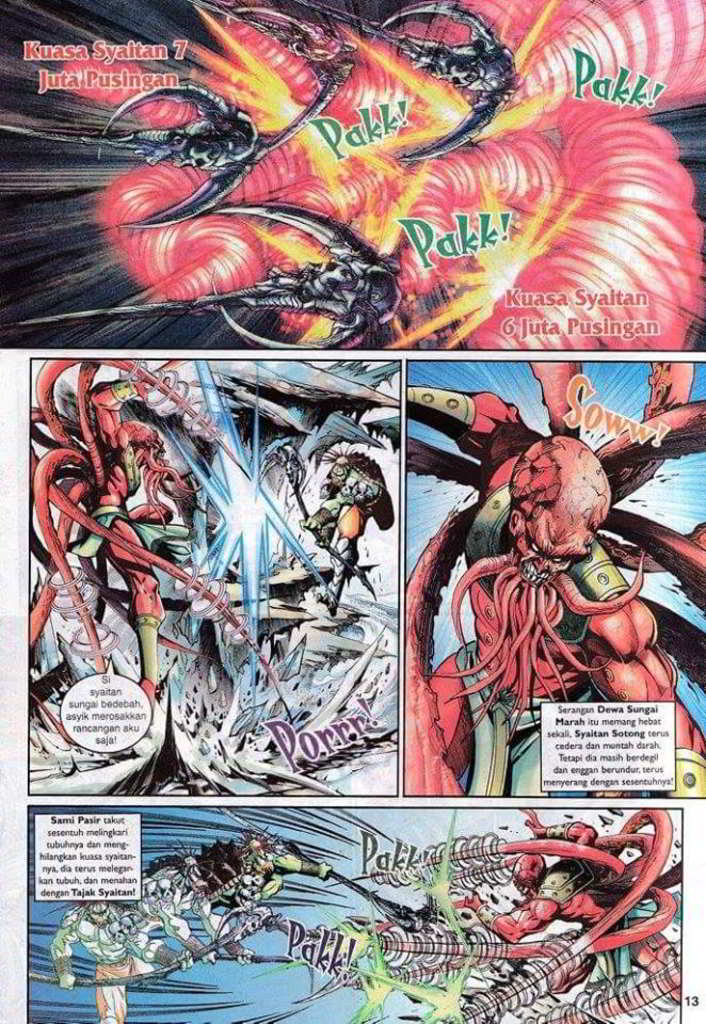 Kuasa Syaitan 7
Juta Pusingan
Pakk!
Pakk!
Pakk!
Kuasa Syaitan
6 Juta Pusingan
Si
syaitan
sungai bedebah,
asyik merosakkan
rancangan aku
saja!
Porrr!
Soww!
Serangan Dewa Sungai
Marah itu memang hebat
sekali, Syaitan Sotong terus
cedera dan muntah darah.
Tetapi dia masih berdegil
dan enggan berundur, terus
menyerang dengan sesentuhnya!
Sami Pasir takut
sesentuh melingkari
tubuhnya dan meng-
hilangkan kuasa syaitan-
nya, dia terus melegar-
kan tubuh, dan menahan
dengan Tajak Syaitan!
Pakk!
Pakk!
13